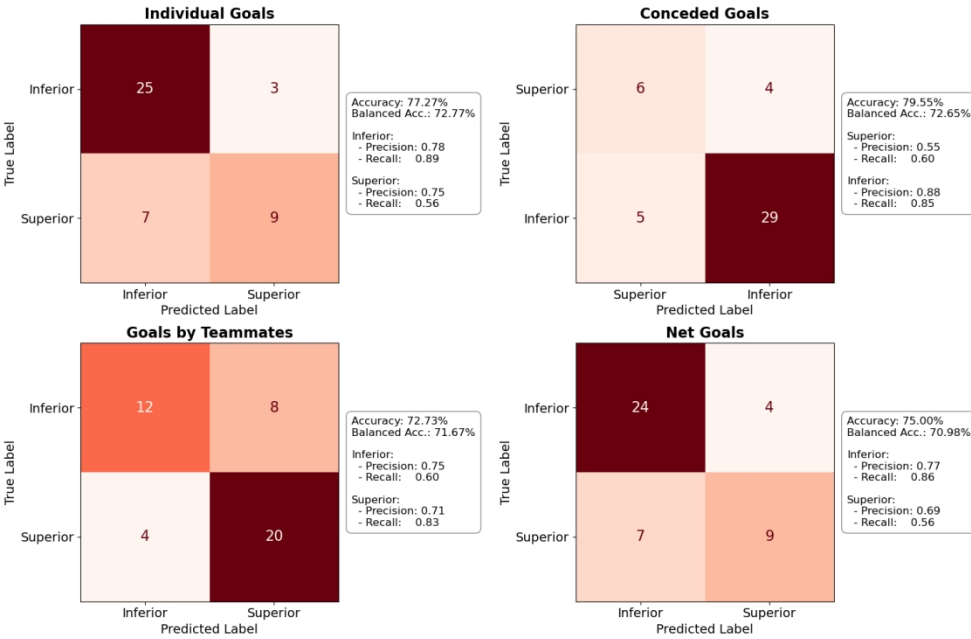 Individual Goals
True Label
Inferior
25
3
Superior
7
9
Inferior
Superior
Predicted Label
Accuracy: 77.27%
Balanced Acc.: 72.77%
Inferior:
- Precision: 0.78
- Recall: 0.89
Superior:
- Precision: 0.75
- Recall: 0.56
Conceded Goals
True Label
Superior
6
4
Inferior
5
29
Superior
Inferior
Predicted Label
Accuracy: 79.55%
Balanced Acc.: 72.65%
Superior:
- Precision: 0.55
- Recall: 0.60
Inferior:
- Precision: 0.88
- Recall: 0.85
Goals by Teammates
True Label
Inferior
12
8
Superior
4
20
Inferior
Superior
Predicted Label
Accuracy: 72.73%
Balanced Acc.: 71.67%
Inferior:
- Precision: 0.75
- Recall: 0.60
Superior:
- Precision: 0.71
- Recall: 0.83
Net Goals
True Label
Inferior
24
4
Superior
7
9
Inferior
Superior
Predicted Label
Accuracy: 75.00%
Balanced Acc.: 70.98%
Inferior:
- Precision: 0.77
- Recall: 0.86
Superior:
- Precision: 0.69
- Recall: 0.56